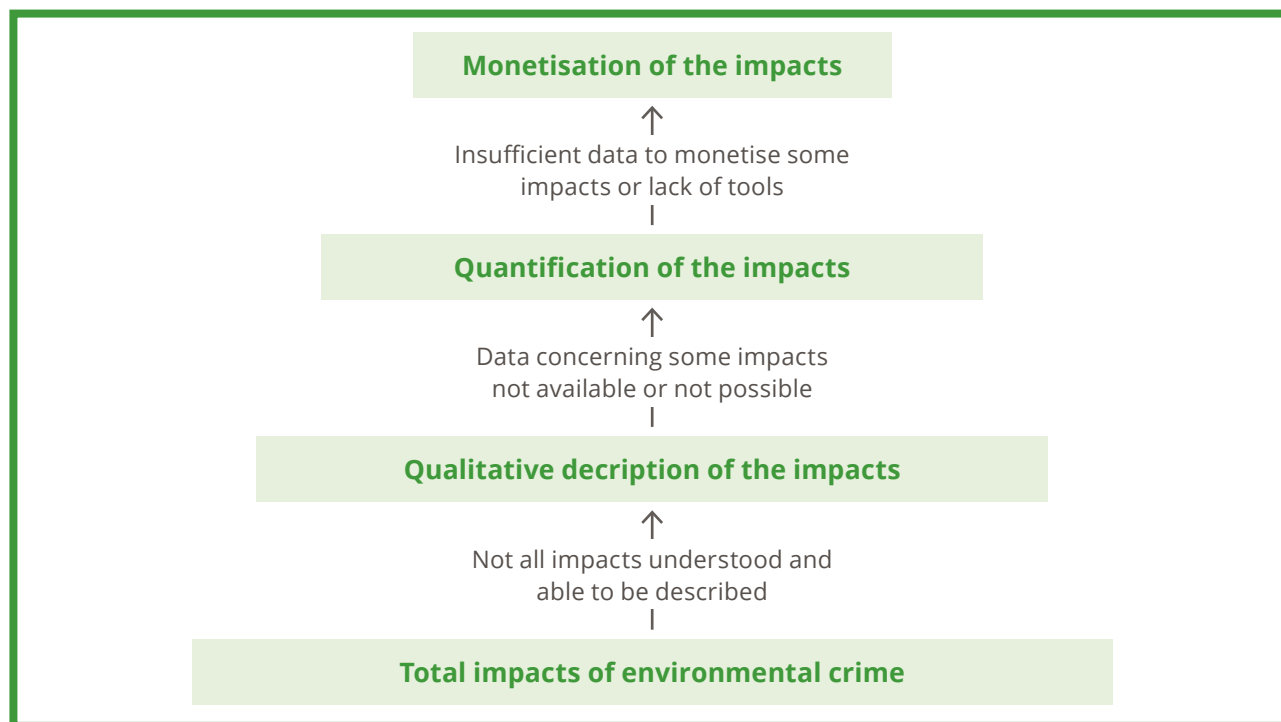 Monetisation of the impacts
Insufficient data to monetise some
impacts or lack of tools
Quantification of the impacts
Data concerning some impacts
not available or not possible
Qualitative decription of the impacts
Not all impacts understood and
able to be described
Total impacts of environmental crime